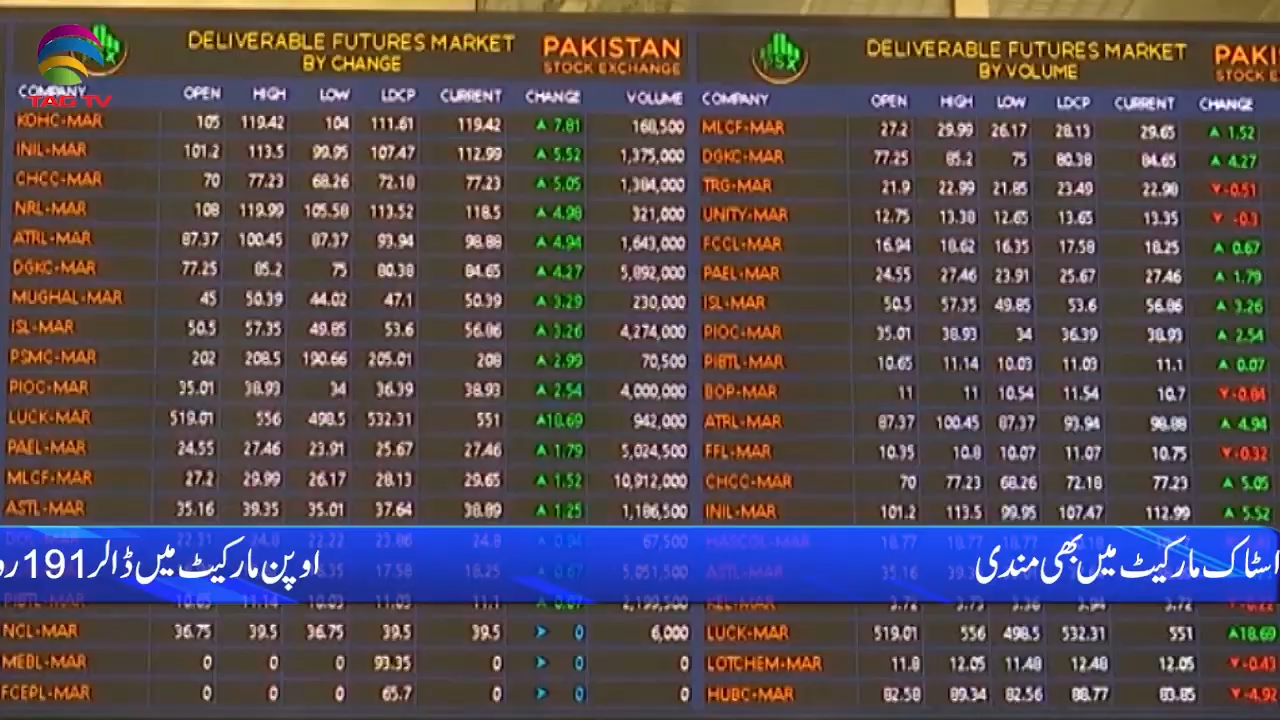 TAG TV
DELIVERABLE FUTURES MARKET
BY CHANGE
PAKISTAN
STOCK EXCHANGE
COMPANY OPEN HIGH LOW LDCP CURRENT CHANGE VOLUME
KOHC-MAR 105 119.42 104 111.61 119.42 ▲ 7.81 168,500
INIL-MAR 101.2 113.5 99.95 107.47 112.99 ▲ 5.52 1,375,000
CHCC-MAR 70 77.23 68.26 72.18 77.23 ▲ 5.05 1,384,000
NRL-MAR 108 119.99 105.58 113.52 118.5 ▲ 4.98 321,000
ATRL-MAR 87.37 100.45 87.37 93.94 98.88 ▲ 4.94 1,643,000
DGKC-MAR 77.25 85.2 75 80.38 84.65 ▲ 4.27 5,892,000
MUGHAL-MAR 45 50.39 44.02 47.1 50.39 ▲ 3.29 230,000
ISL-MAR 50.5 57.35 49.85 53.6 56.86 ▲ 3.26 4,274,000
PSMC-MAR 202 208.5 190.66 205.01 208 ▲ 2.99 70,500
PIOC-MAR 35.01 38.93 34 36.39 38.93 ▲ 2.54 4,000,000
LUCK-MAR 519.01 556 498.5 532.31 551 ▲18.69 942,000
PAEL-MAR 24.55 27.46 23.91 25.67 27.46 ▲ 1.79 5,024,500
MLCF-MAR 27.2 29.99 26.17 28.13 29.65 ▲ 1.52 10,912,000
ASTL-MAR 35.16 39.35 35.01 37.64 38.89 ▲ 1.25 1,186,500
NCL-MAR 36.75 39.5 36.75 39.5 39.5 ➤ 0 6,000
MEBL-MAR 0 0 0 93.35 0 ➤ 0 0
FCEPL-MAR 0 0 0 65.7 0 ➤ 0 0
PSX
DELIVERABLE FUTURES MARKET
BY VOLUME
PAKI
STOCK E
COMPANY OPEN HIGH LOW LDCP CURRENT CHANGE
MLCF-MAR 27.2 29.99 26.17 28.13 29.65 ▲ 1.52
DGKC-MAR 77.25 85.2 75 80.38 84.65 ▲ 4.27
TRG-MAR 21.9 22.99 21.85 23.49 22.98 ▼ -0.51
UNITY-MAR 12.75 13.38 12.65 13.65 13.35 ▼ -0.3
FCCL-MAR 16.94 18.62 16.35 17.58 18.25 ▲ 0.67
PAEL-MAR 24.55 27.46 23.91 25.67 27.46 ▲ 1.79
ISL-MAR 50.5 57.35 49.85 53.6 56.86 ▲ 3.26
PIOC-MAR 35.01 38.93 34 36.39 38.93 ▲ 2.54
PIBTL-MAR 10.65 11.14 10.03 11.03 11.1 ▲ 0.07
BOP-MAR 11 11 10.54 11.54 10.7 ▼-0.84
ATRL-MAR 87.37 100.45 87.37 93.94 98.88 ▲ 4.94
FFL-MAR 10.35 10.8 10.07 11.07 10.75 ▼-0.32
CHCC-MAR 70 77.23 68.26 72.18 77.23 ▲ 5.05
INIL-MAR 101.2 113.5 99.95 107.47 112.99 ▲ 5.52
LUCK-MAR 519.01 556 498.5 532.31 551 ▲18.69
LOTCHEM-MAR 11.8 12.05 11.48 12.48 12.05 ▼-0.43
HUBC-MAR 82.58 89.34 82.56 88.77 83.85 ▼-4.92
اسٹاک مارکیٹ میں بھی مندی
اوپن مارکیٹ میں ڈالر 191 رو